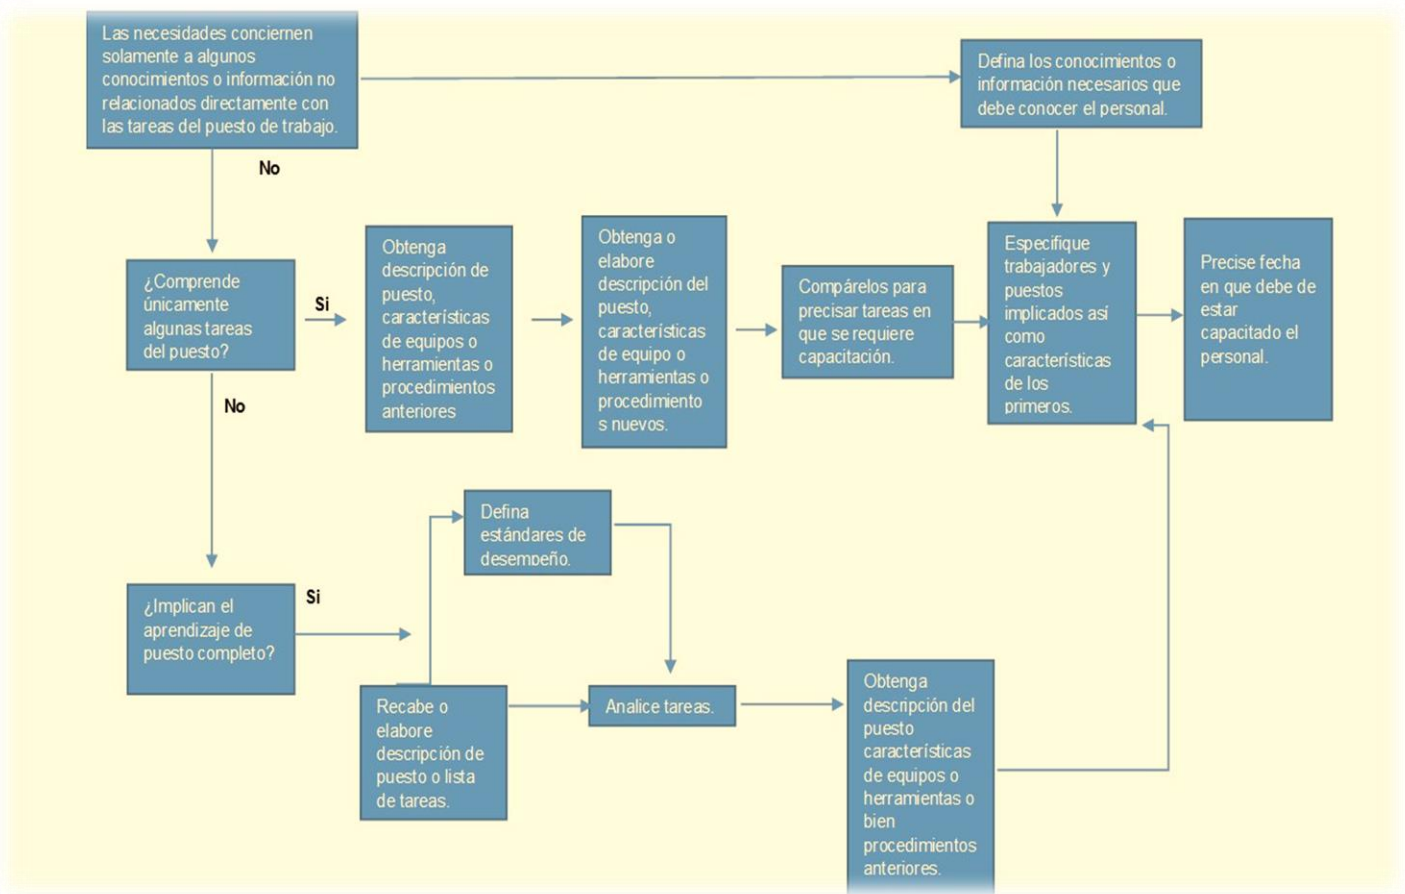 Las necesidades conciernen
solamente a algunos
conocimientos o información no
relacionados directamente con
las tareas del puesto de trabajo.
Defina los conocimientos o
información necesarios que
debe conocer el personal.
No
¿Comprende
únicamente
algunas tareas
del puesto?
Si
Obtenga
descripción de
puesto,
características
de equipos o
herramientas o
procedimientos
anteriores
Obtenga o
elabore
descripción del
puesto,
características
de equipo o
herramientas o
procedimiento
s nuevos.
Compárelos para
precisar tareas en
que se requiere
capacitación.
Especifique
trabajadores y
puestos
implicados así
como
características
de los
primeros.
Precise fecha
en que debe de
estar
capacitado el
personal.
No
¿Implican el
aprendizaje de
puesto completo?
Si
Defina
estándares de
desempeño.
Recabe o
elabore
descripción de
puesto o lista
de tareas.
Analice tareas.
Obtenga
descripción del
puesto
características
de equipos o
herramientas o
bien
procedimientos
anteriores.